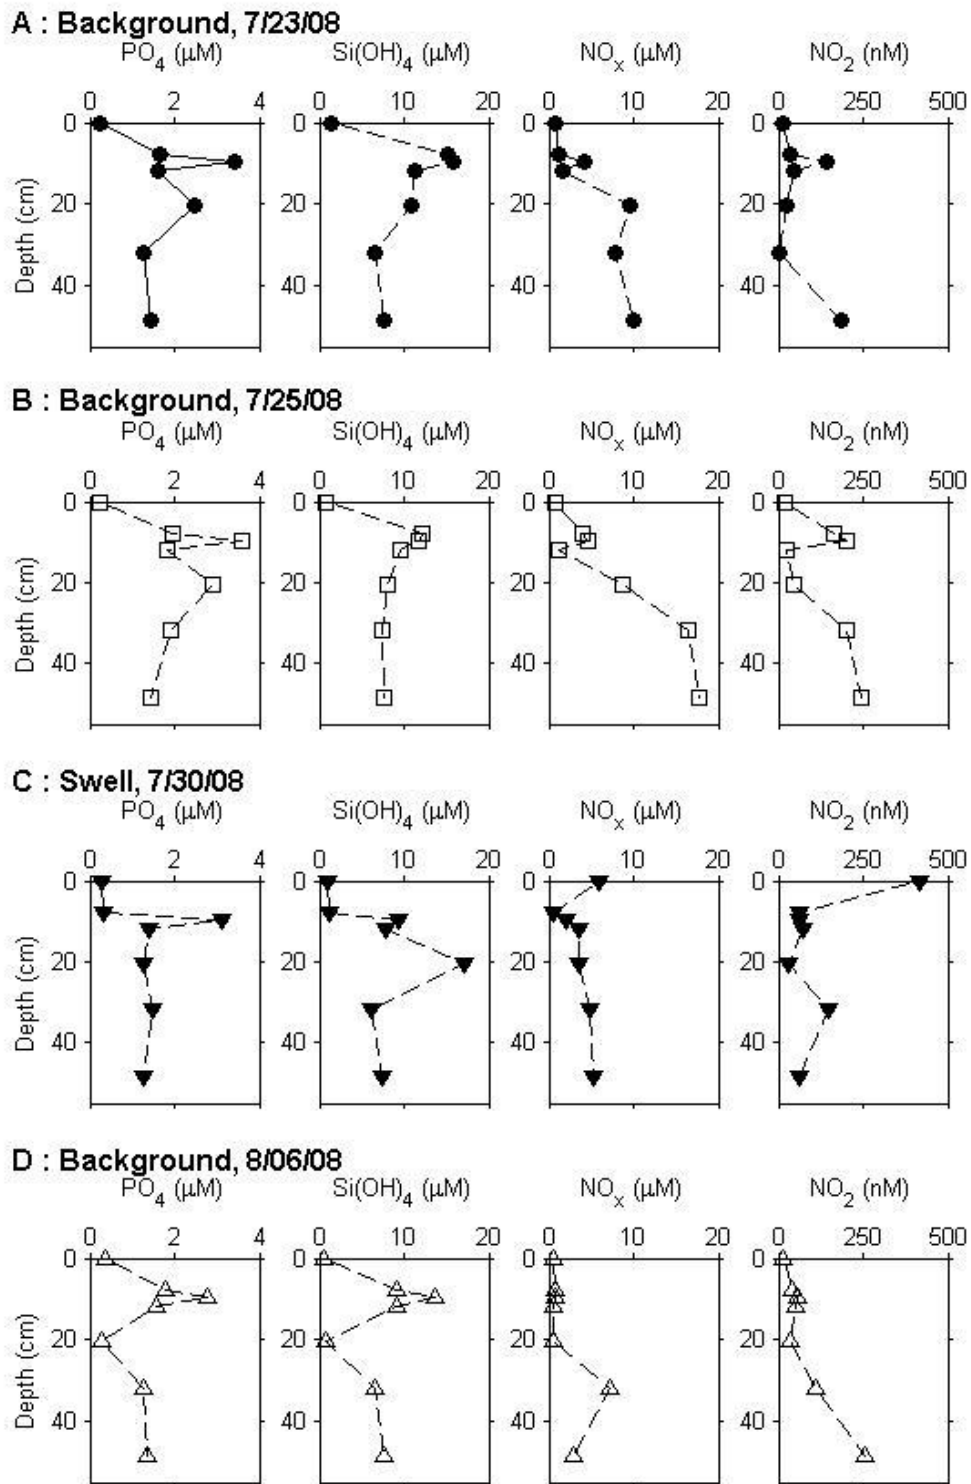 A : Background, 7/23/08
PO4 (μM) Si(OH)4 (μM) NOx (μM) NO2 (nM)
0 2 4 0 10 20 0 10 20 0 250 500
0
20
40
Depth (cm)
B : Background, 7/25/08
PO4 (μM) Si(OH)4 (μM) NOx (μM) NO2 (nM)
0 2 4 0 10 20 0 10 20 0 250 500
0
20
40
Depth (cm)
C : Swell, 7/30/08
PO4 (μM) Si(OH)4 (μM) NOx (μM) NO2 (nM)
0 2 4 0 10 20 0 10 20 0 250 500
0
20
40
Depth (cm)
D : Background, 8/06/08
PO4 (μM) Si(OH)4 (μM) NOx (μM) NO2 (nM)
0 2 4 0 10 20 0 10 20 0 250 500
0
20
40
Depth (cm)